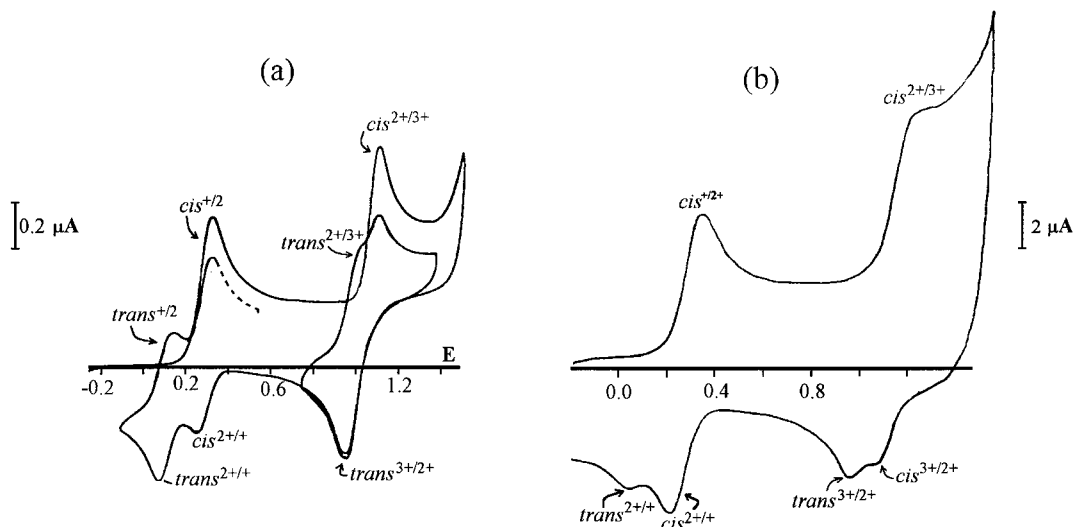 (a)
cis2+/3+
cis+/2
0.2 μA
trans2+/3+
trans+/2
E
-0.2 0.2 0.6 1.2
cis2+/+
trans2+/+
trans3+/2+
(b)
cis2+/3+
cis+/2+
2 μA
0.0 0.4 0.8
trans2+/+
cis2+/+
trans3+/2+
cis3+/2+